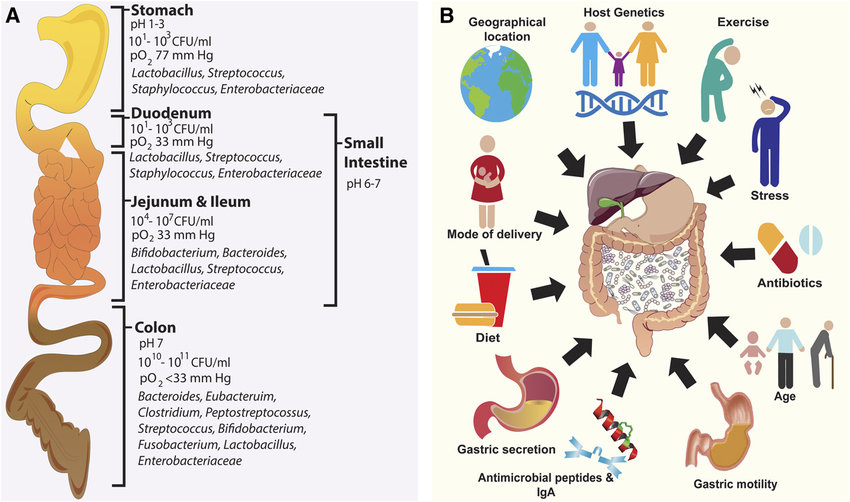 A
Stomach
pH 1-3
10¹- 10³CFU/ml
pO₂ 77 mm Hg
Lactobacillus, Streptococcus,
Staphylococcus, Enterobacteriaceae
Duodenum
10¹- 10³CFU/ml
pO₂ 33 mm Hg
Lactobacillus, Streptococcus,
Staphylococcus, Enterobacteriaceae
Jejunum & Ileum
10⁴- 10⁷CFU/ml
pO₂ 33 mm Hg
Bifidobacterium, Bacteroides,
Lactobacillus, Streptococcus,
Enterobacteriaceae
Small
Intestine
pH 6-7
Colon
pH 7
10¹⁰- 10¹¹CFU/ml
pO₂ <33 mm Hg
Bacteroides, Eubacteruim,
Clostridium, Peptostreptocossus,
Streptococcus, Bifidobacterium,
Fusobacterium, Lactobacillus,
Enterobacteriaceae
B
Geographical
location
Host Genetics
Exercise
Stress
Mode of delivery
Antibiotics
Diet
Age
Gastric secretion
Antimicrobial peptides &
IgA
Gastric motility